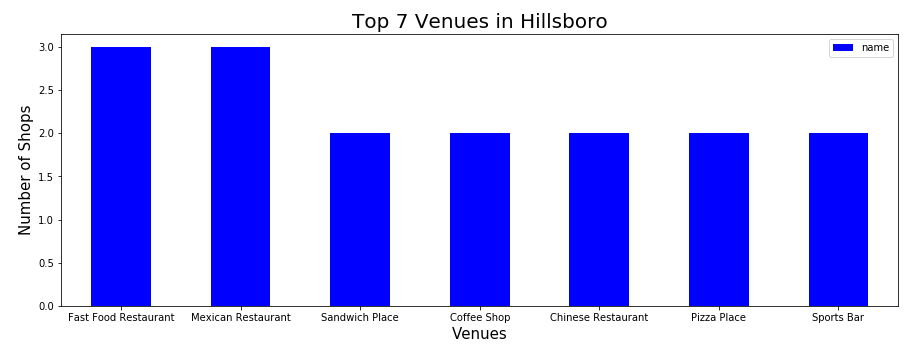 Top 7 Venues in Hillsboro
name
Number of Shops
3.0
2.5
2.0
1.5
1.0
0.5
0.0
Fast Food Restaurant Mexican Restaurant Sandwich Place Coffee Shop Chinese Restaurant Pizza Place Sports Bar
Venues